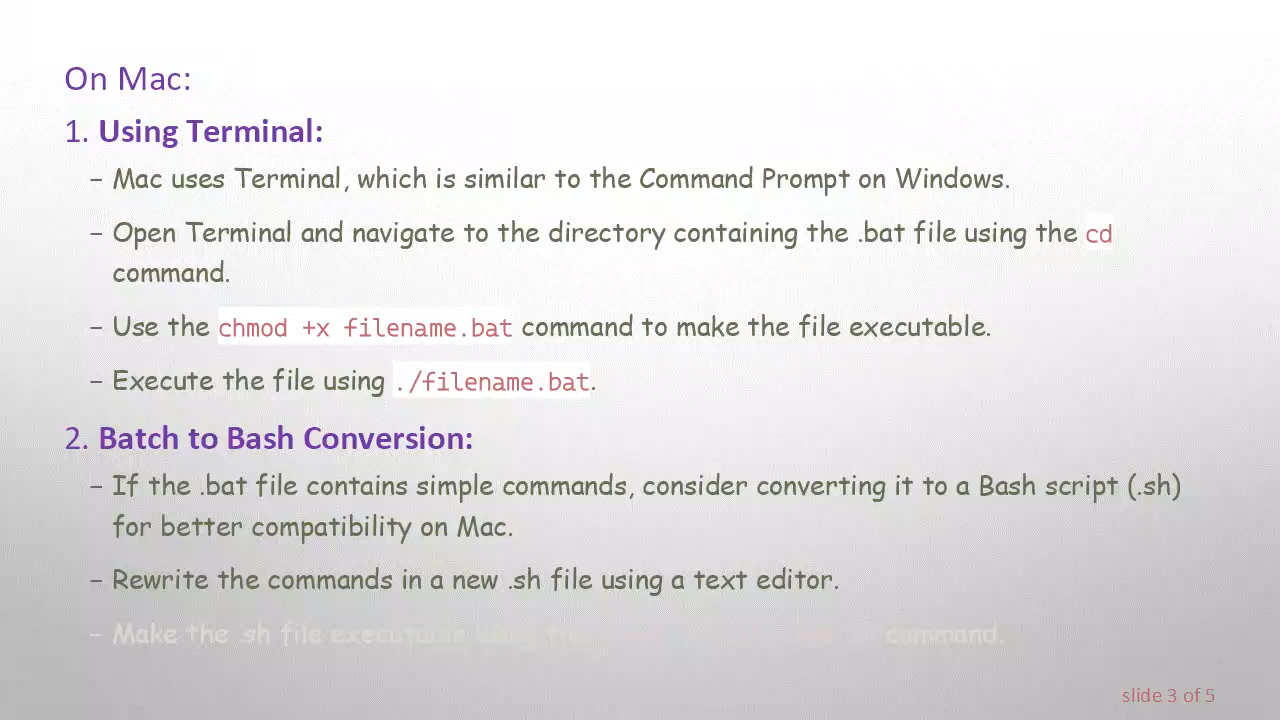 On Mac:
1. Using Terminal:
– Mac uses Terminal, which is similar to the Command Prompt on Windows.
– Open Terminal and navigate to the directory containing the .bat file using the cd
command.
– Use the chmod +x filename.bat command to make the file executable.
– Execute the file using ./filename.bat.
2. Batch to Bash Conversion:
– If the .bat file contains simple commands, consider converting it to a Bash script (.sh)
for better compatibility on Mac.
– Rewrite the commands in a new .sh file using a text editor.
– Make the .sh file executable using the command.
slide 3 of 5